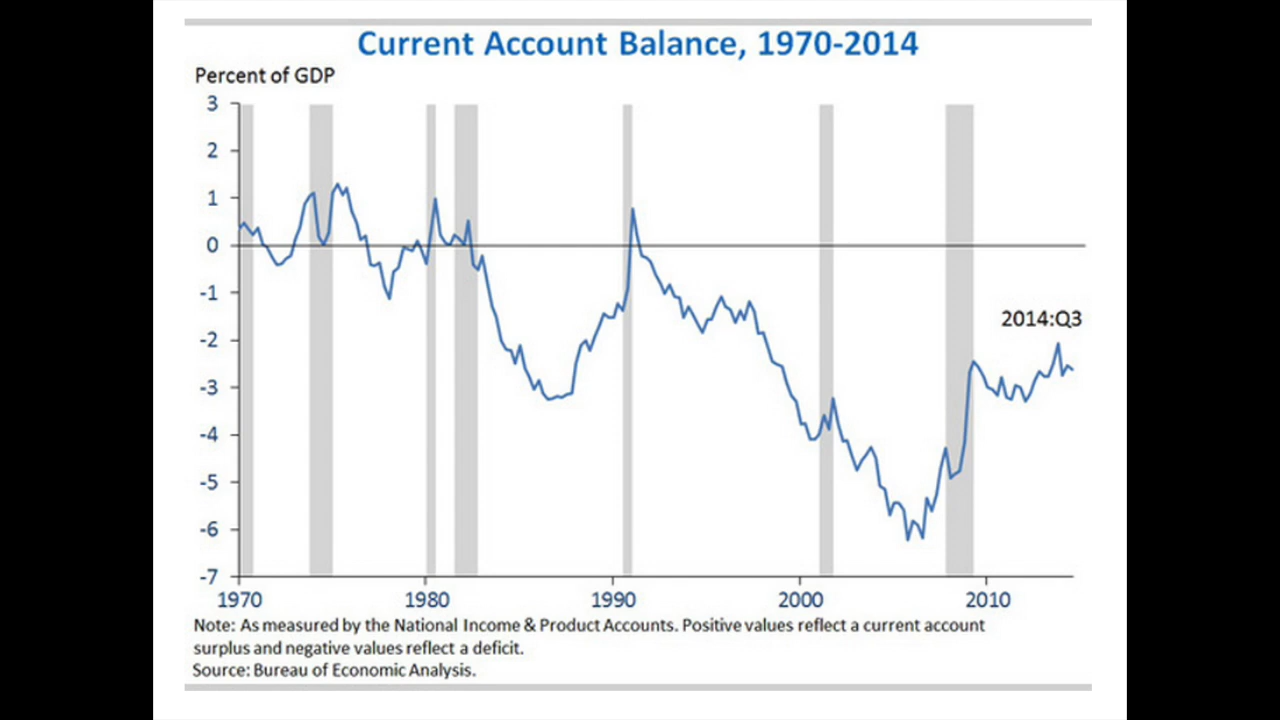 Current Account Balance, 1970-2014
Percent of GDP
3
2
1
0
-1
-2
-3
-4
-5
-6
-7
2014:Q3
1970 1980 1990 2000 2010
Note: As measured by the National Income & Product Accounts. Positive values reflect a current account
surplus and negative values reflect a deficit.
Source: Bureau of Economic Analysis.